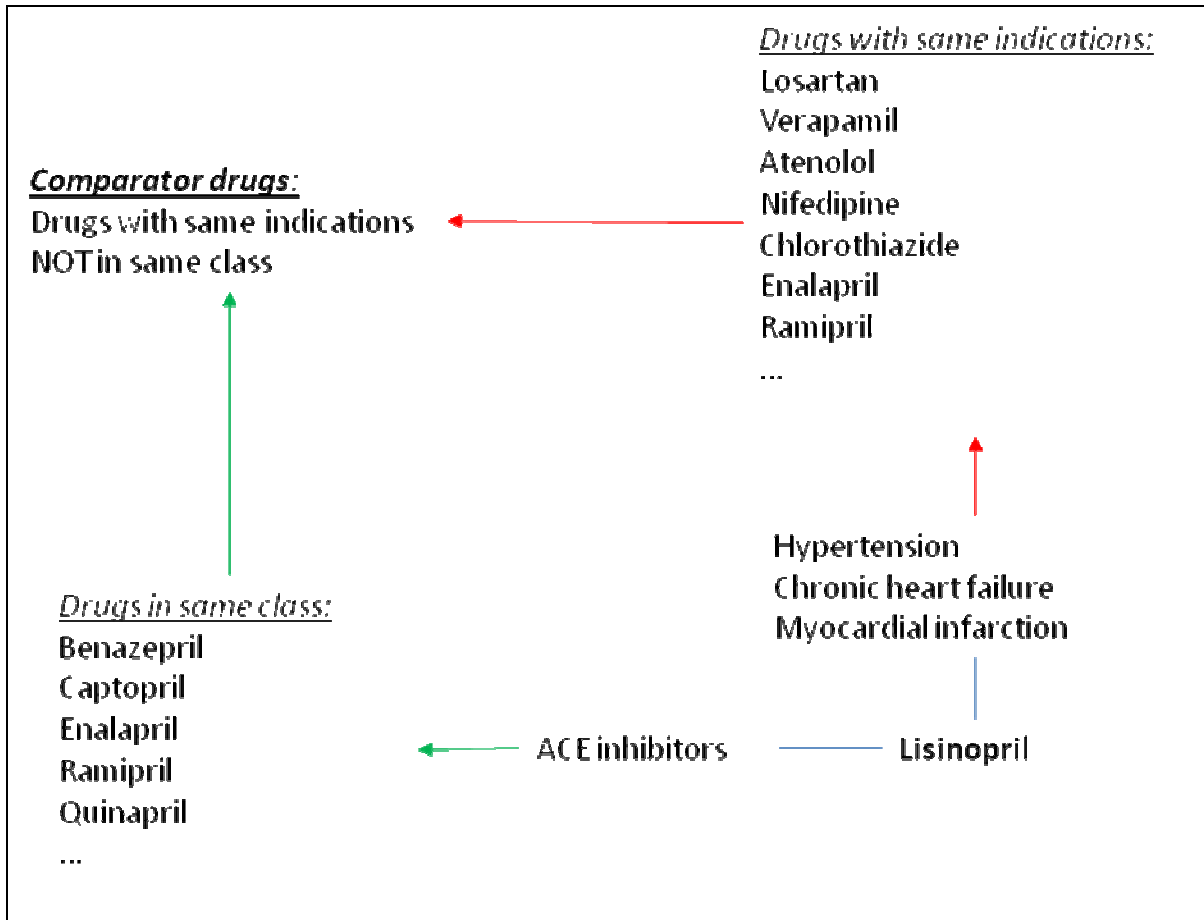 Drugs with same indications:
Losartan
Verapamil
Atenolol
Nifedipine
Chlorothiazide
Enalapril
Ramipril
...
Comparator drugs:
Drugs with same indications
NOT in same class
Hypertension
Chronic heart failure
Myocardial infarction
Drugs in same class:
Benazepril
Captopril
Enalapril
Ramipril
Quinapril
...
ACE inhibitors
Lisinopril